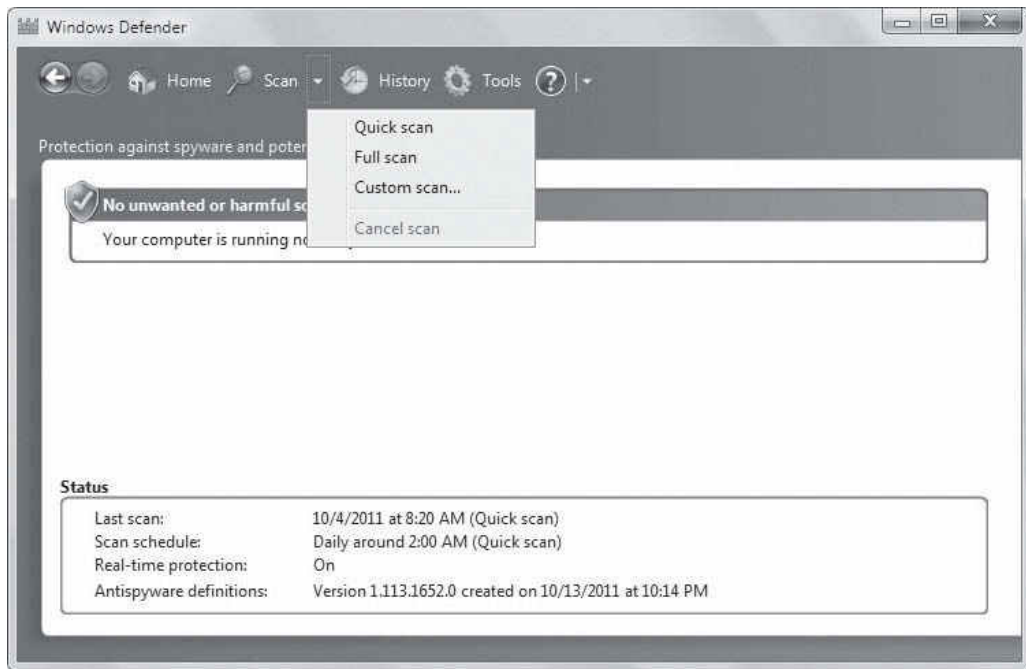 Windows Defender
Home Scan History Tools ?
Quick scan
Full scan
Custom scan...
Cancel scan
Protection against spyware and
No unwanted or harmful
Your computer is running
Status
Last scan: 10/4/2011 at 8:20 AM (Quick scan)
Scan schedule: Daily around 2:00 AM (Quick scan)
Real-time protection: On
Antispyware definitions: Version 1.113.1652.0 created on 10/13/2011 at 10:14 PM